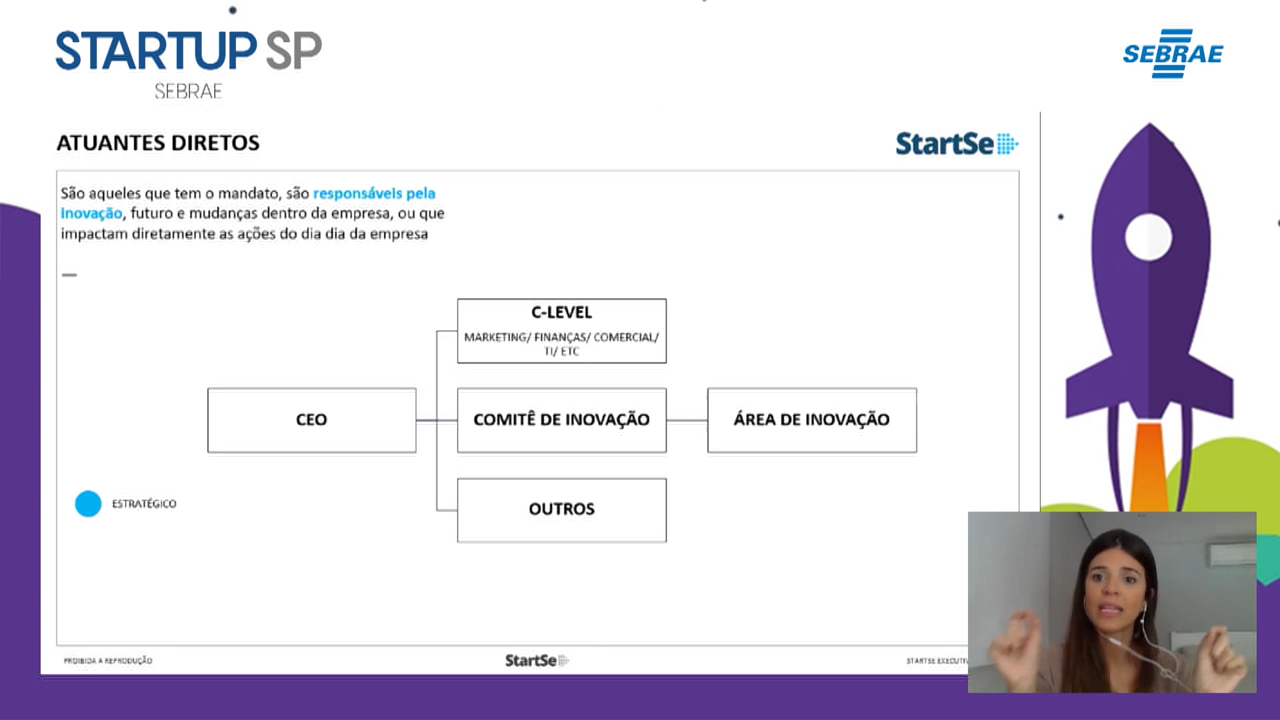 STARTUP SP
SEBRAE
SEBRAE
ATUANTES DIRETOS
StartSe
São aqueles que tem o mandato, são responsáveis pela
inovação, futuro e mudanças dentro da empresa, ou que
impactam diretamente as ações do dia dia da empresa
C-LEVEL
MARKETING/ FINANÇAS/ COMERCIAL/
TI/ ETC
CEO
COMITÊ DE INOVAÇÃO
ÁREA DE INOVAÇÃO
ESTRATÉGICO
OUTROS
PROIBIDA A REPRODUÇÃO
StartSe
STARTSE